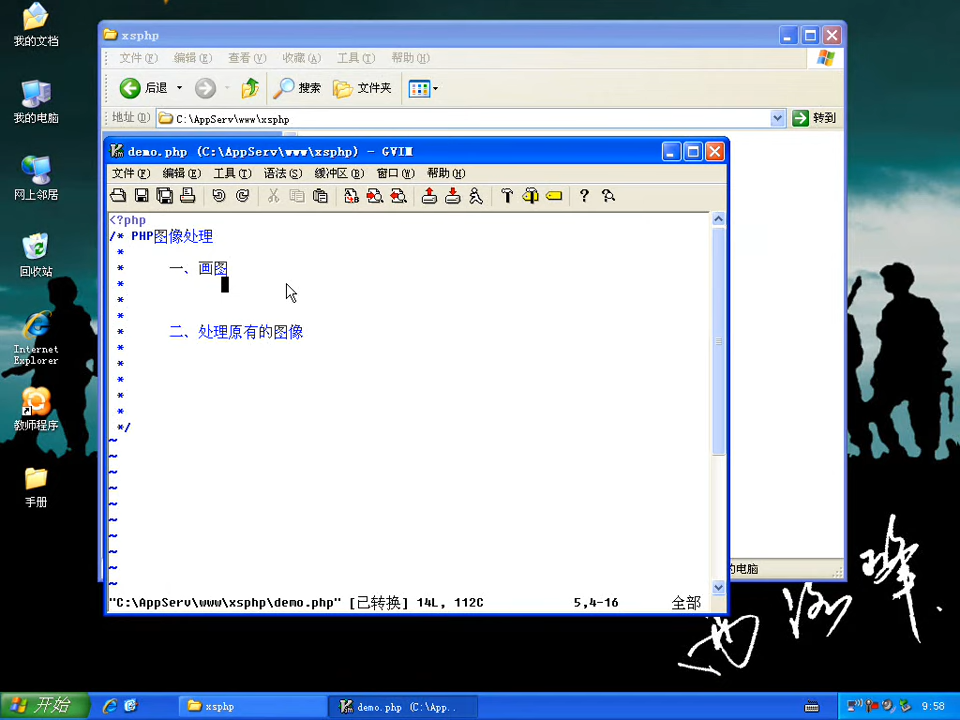 我的文档
我的电脑
网上邻居
回收站
Internet
Explorer
教师程序
手册
xsphp
文件(F) 编辑(E) 查看(V) 收藏(A) 工具(T) 帮助(H)
后退 搜索 文件夹
地址(D) C:\AppServ\www\xsphp 转到
demo.php (C:\AppServ\www\xsphp) - GVIM
文件(F) 编辑(E) 工具(T) 语法(S) 缓冲区(B) 窗口(W) 帮助(H)
<?php
/* PHP图像处理
*
* 一、画图
*
*
*
* 二、处理原有的图像
*
*
*
*
*
*/
~
~
~
~
~
~
~
~
~
~
"C:\AppServ\www\xsphp\demo.php" [已转换] 14L, 112C 5,4-16 全部
的电脑
开始 xsphp demo.php (C:\App.. 9:58